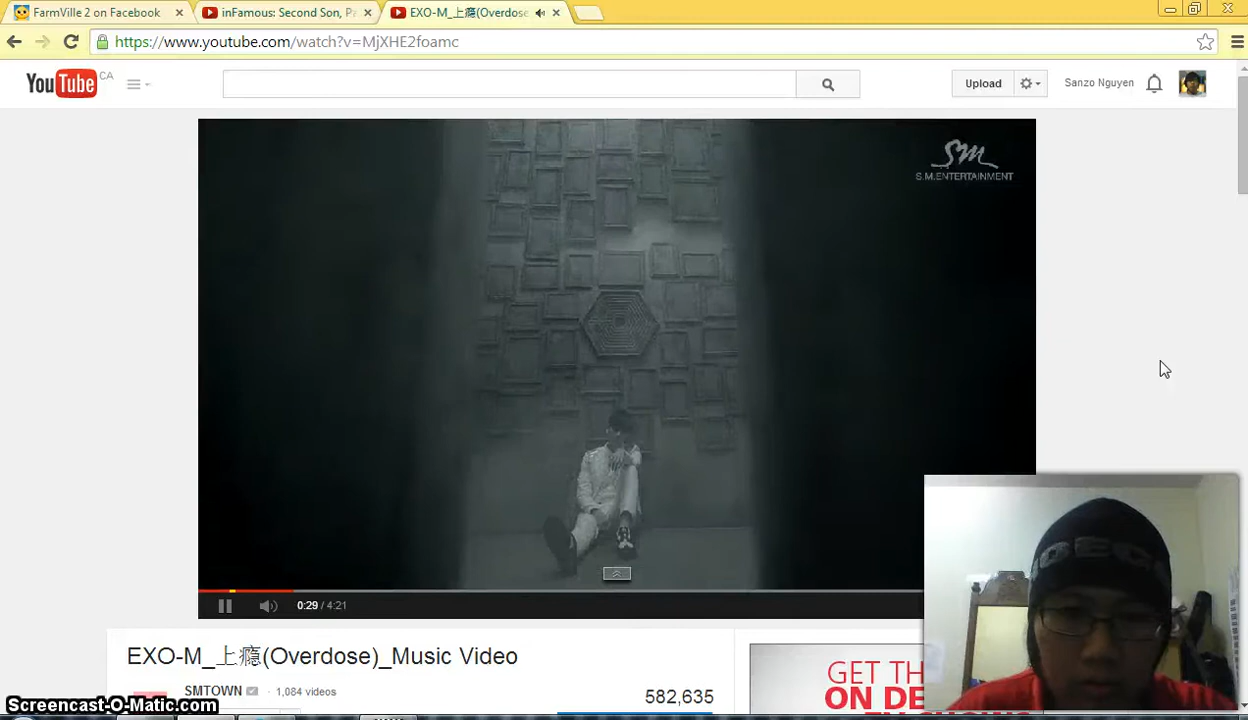 FarmVille 2 on Facebook
inFamous: Second Son, Pa
EXO-M_上瘾(Overdose
https://www.youtube.com/watch?v=MjXHE2foamc
YouTube CA
Upload
Sanzo Nguyen
SM
S.M.ENTERTAINMENT
0:29 / 4:21
EXO-M_上瘾(Overdose)_Music Video
SMTOWN · 1,084 videos
582,635
GET TH
ON DE
Screencast-O-Matic.com